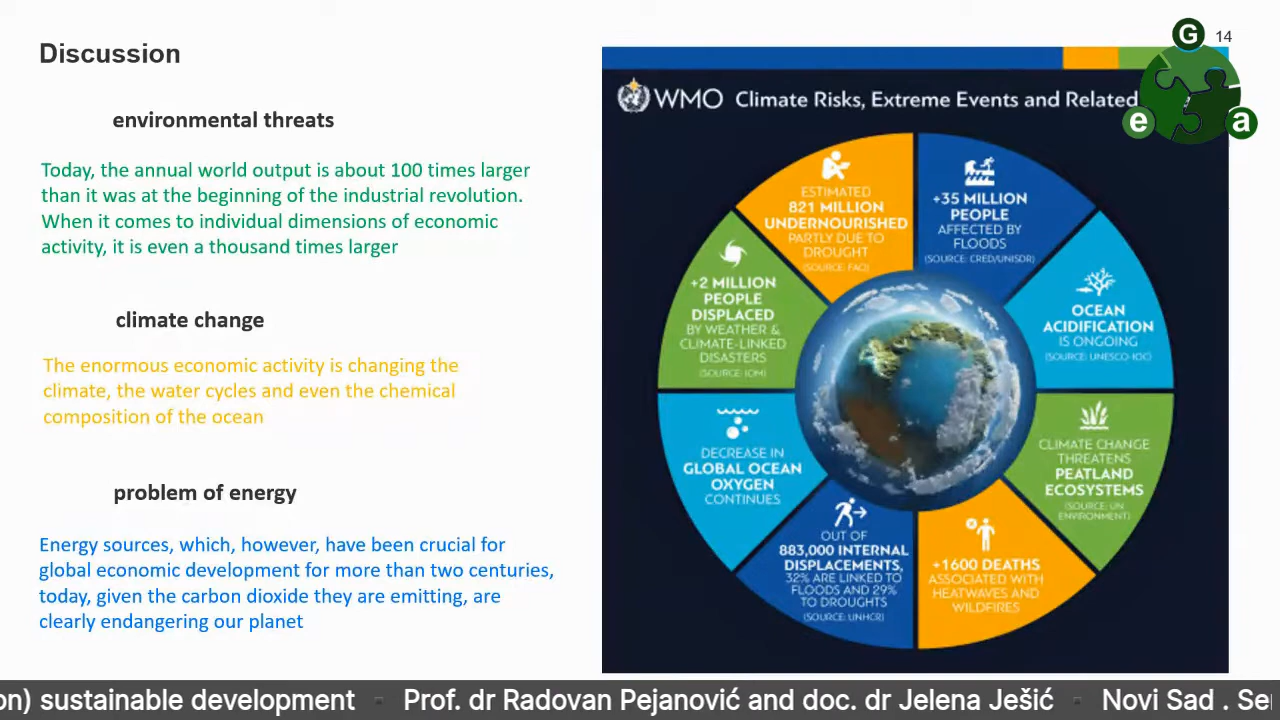 Discussion
14
environmental threats
Today, the annual world output is about 100 times larger
than it was at the beginning of the industrial revolution.
When it comes to individual dimensions of economic
activity, it is even a thousand times larger
climate change
The enormous economic activity is changing the
climate, the water cycles and even the chemical
composition of the ocean
problem of energy
Energy sources, which, however, have been crucial for
global economic development for more than two centuries,
today, given the carbon dioxide they are emitting, are
clearly endangering our planet
G
e
a
WMO Climate Risks, Extreme Events and Related
ESTIMATED
821 MILLION
UNDERNOURISHED
PARTLY DUE TO
DROUGHT
(SOURCE: FAO)
+35 MILLION
PEOPLE
AFFECTED BY
FLOODS
(SOURCE: CRED/UNISDR)
OCEAN
ACIDIFICATION
IS ONGOING
(SOURCE: UNESCO-IOC)
CLIMATE CHANGE
THREATENS
PEATLAND
ECOSYSTEMS
(SOURCE: UN
ENVIRONMENT)
+1600 DEATHS
ASSOCIATED WITH
HEATWAVES AND
WILDFIRES
OUT OF
883,000 INTERNAL
DISPLACEMENTS,
32% ARE LINKED TO
FLOODS AND 29%
TO DROUGHTS
(SOURCE: UNHCR)
DECREASE IN
GLOBAL OCEAN
OXYGEN
CONTINUES
+2 MILLION
PEOPLE
DISPLACED
BY WEATHER &
CLIMATE-LINKED
DISASTERS
(SOURCE: IOM)
on) sustainable development - Prof. dr Radovan Pejanović and doc. dr Jelena Ješić - Novi Sad . Se